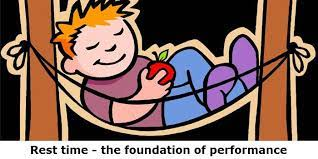 Rest time - the foundation of performance